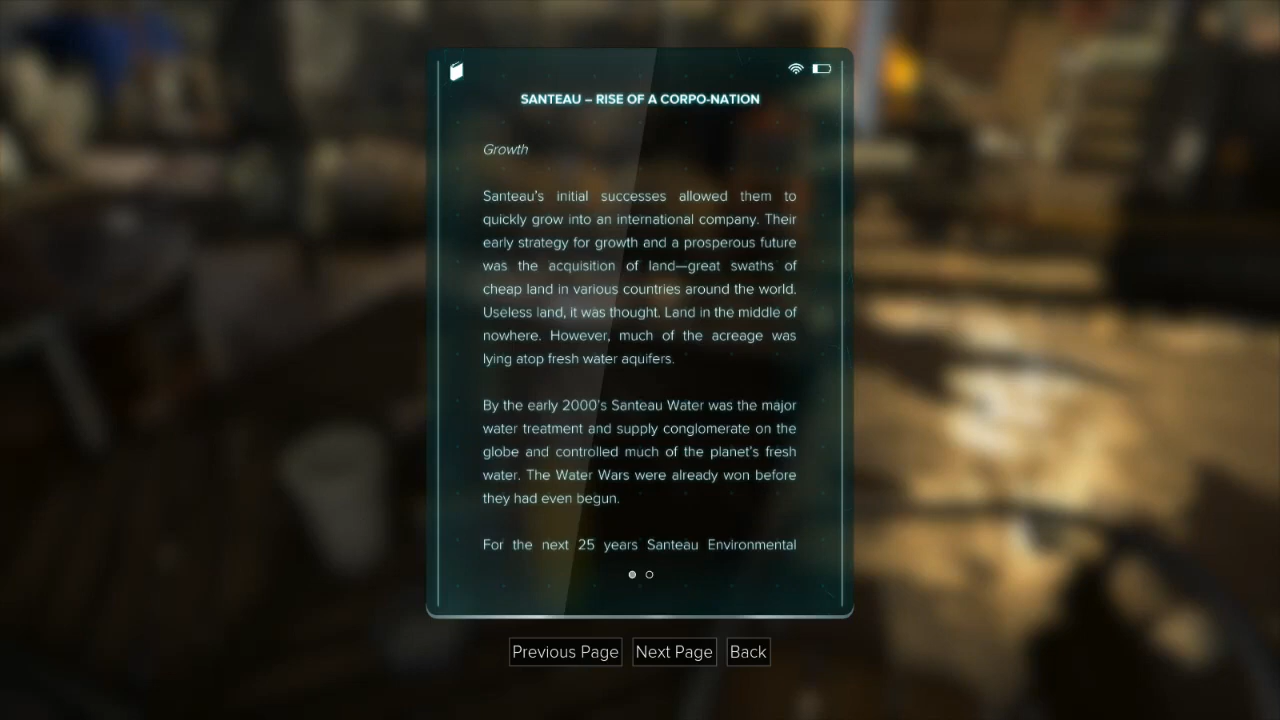 SANTEAU – RISE OF A CORPO-NATION
Growth
Santeau's initial successes allowed them to
quickly grow into an international company. Their
early strategy for growth and a prosperous future
was the acquisition of land—great swaths of
cheap land in various countries around the world.
Useless land, it was thought. Land in the middle of
nowhere. However, much of the acreage was
lying atop fresh water aquifers.
By the early 2000's Santeau Water was the major
water treatment and supply conglomerate on the
globe and controlled much of the planet's fresh
water. The Water Wars were already won before
they had even begun.
For the next 25 years Santeau Environmental
Previous Page Next Page Back